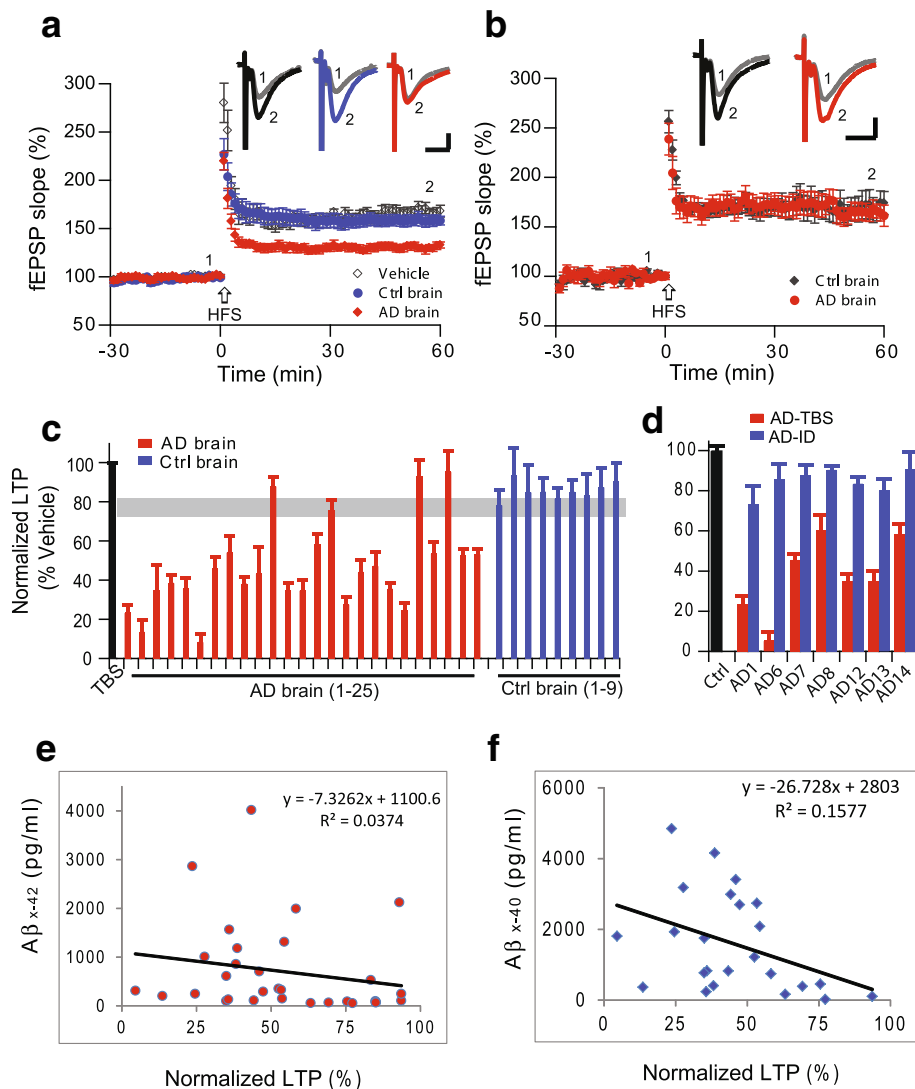 a
fEPSP slope (%)
300
250
200
150
100
50
-30
0
30
60
Time (min)
HFS
1
2
1
2
1
2
1
2
Vehicle
Ctrl brain
AD brain
b
fEPSP slope (%)
300
250
200
150
100
50
-30
0
30
60
Time (min)
HFS
1
2
1
2
1
2
Ctrl brain
AD brain
c
AD brain
Ctrl brain
Normalized LTP
(% Vehicle)
100
80
60
40
20
0
TBS
AD brain (1-25)
Ctrl brain (1-9)
d
AD-TBS
AD-ID
100
80
60
40
20
0
Ctrl
AD1
AD6
AD7
AD8
AD12
AD13
AD14
e
y = -7.3262x + 1100.6
R² = 0.0374
Aβ x-42 (pg/ml)
4000
3000
2000
1000
0
0
25
50
75
100
Normalized LTP (%)
f
y = -26.728x + 2803
R² = 0.1577
Aβ x-40 (pg/ml)
6000
4000
2000
0
0
50
100
Normalized LTP (%)